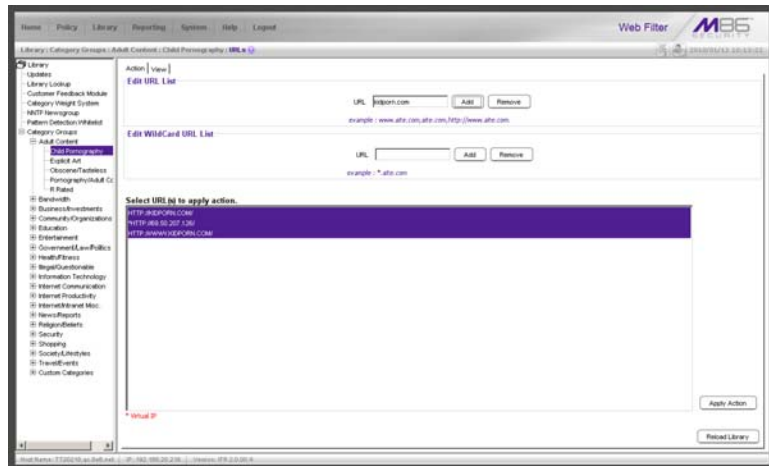 Home Policy Library Reporting System Help Logout
Web Filter
M86
SECURITY
Library : Category Groups : Adult Content : Child Pornography : URLs
Library
Updates
Library Lookup
Customer Feedback Module
Category Weight System
NNTP Newsgroup
Pattern Detection Whitelist
Category Groups
Adult Content
Child Pornography
Explicit Art
Obscene/Tasteless
Pornography/Adult Co
R Rated
Bandwidth
Business/Investments
Community/Organizations
Education
Entertainment
Government/Law/Politics
Health/Fitness
Illegal/Questionable
Information Technology
Internet Communication
Internet Productivity
Internet/Intranet Misc.
News/Reports
Religion/Beliefs
Security
Shopping
Society/Lifestyles
Travel/Events
Custom Categories
Action View
Edit URL List
URL kidporn.com Add Remove
example : www.aite.com,aite.com,http://www.aite.com.
Edit WildCard URL List
URL Add Remove
example : *.aite.com
Select URL(s) to apply action.
HTTP://KIDPORN.COM/
HTTP://WWW.KIDPORN.COM/
* Virtual IP
Apply Action
Reload Library